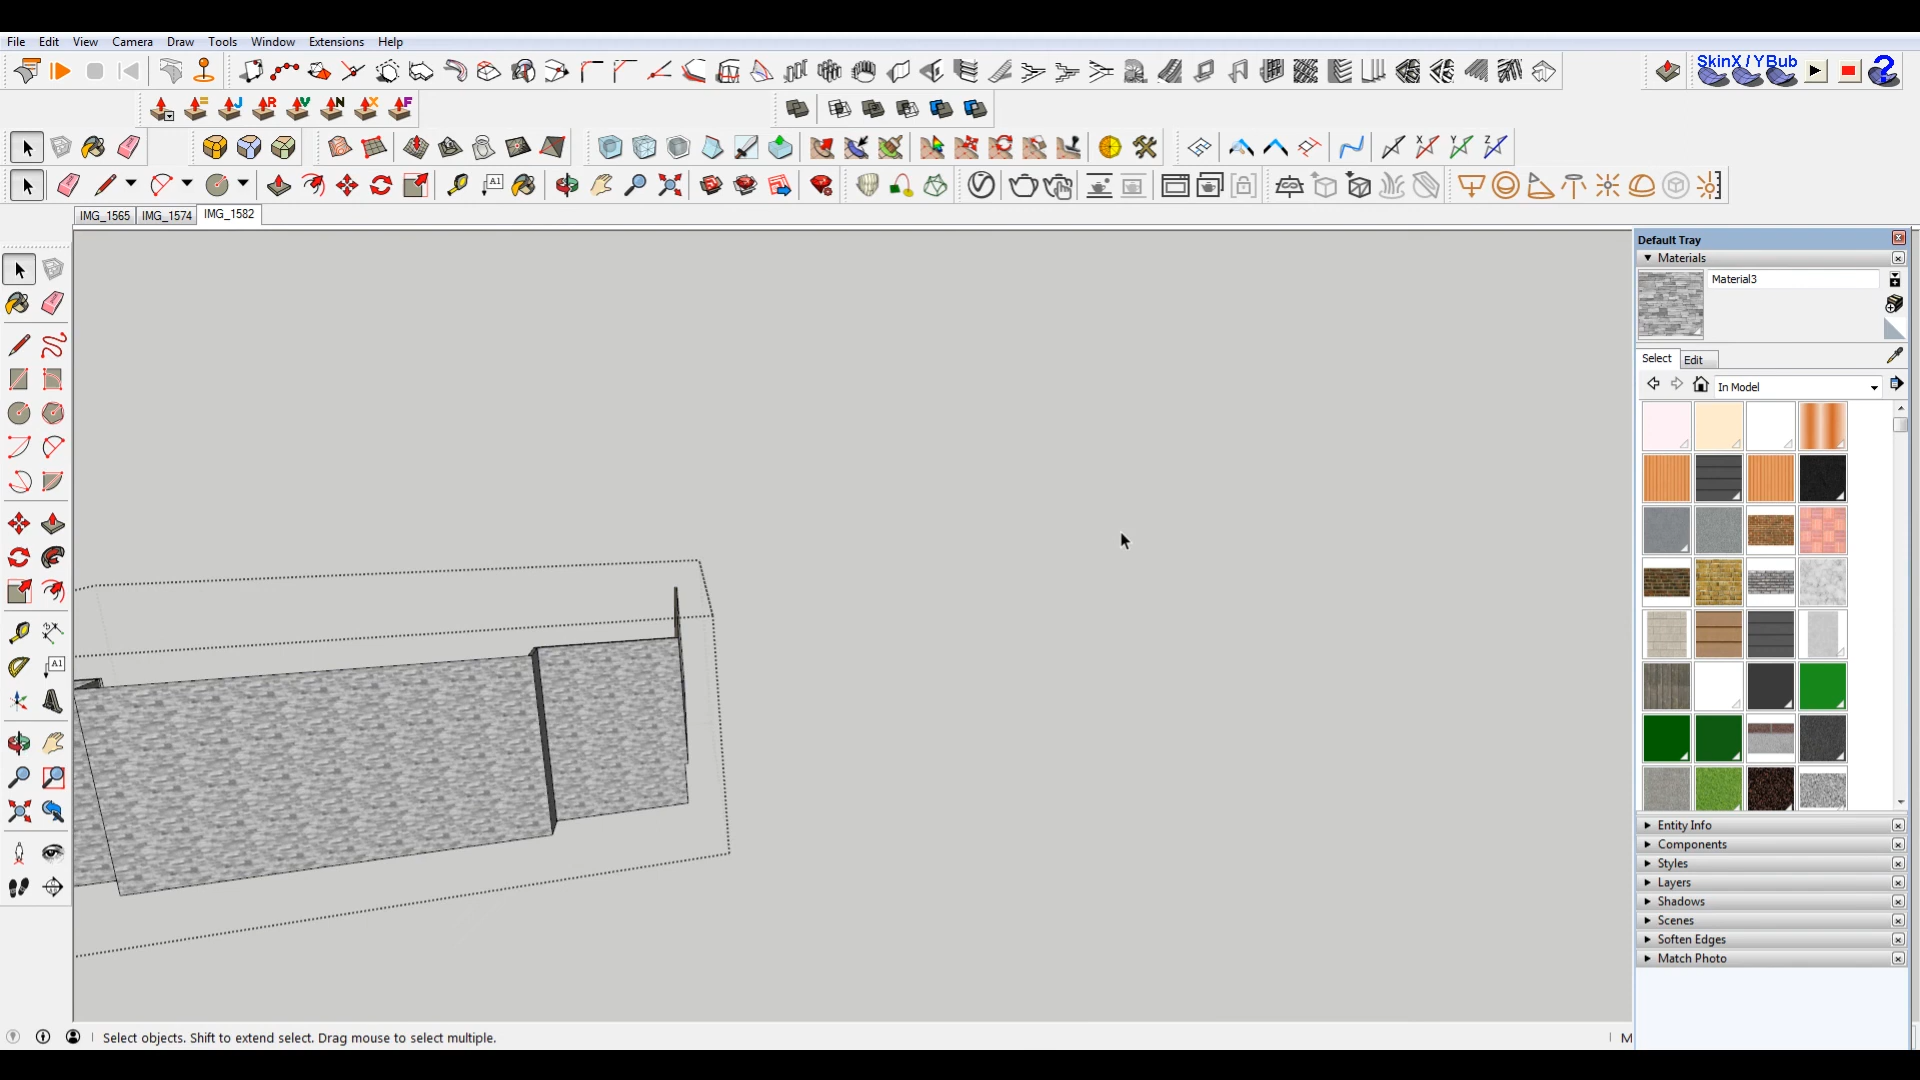 File Edit View Camera Draw Tools Window Extensions Help
SkinX / YBub
= J R V N X F
X Y Z
A1
IMG_1565 IMG_1574 IMG_1582
Default Tray
Materials
Material3
Select Edit
In Model
A1
Entity Info
Components
Styles
Layers
Shadows
Scenes
Soften Edges
Match Photo
Select objects. Shift to extend select. Drag mouse to select multiple.
M